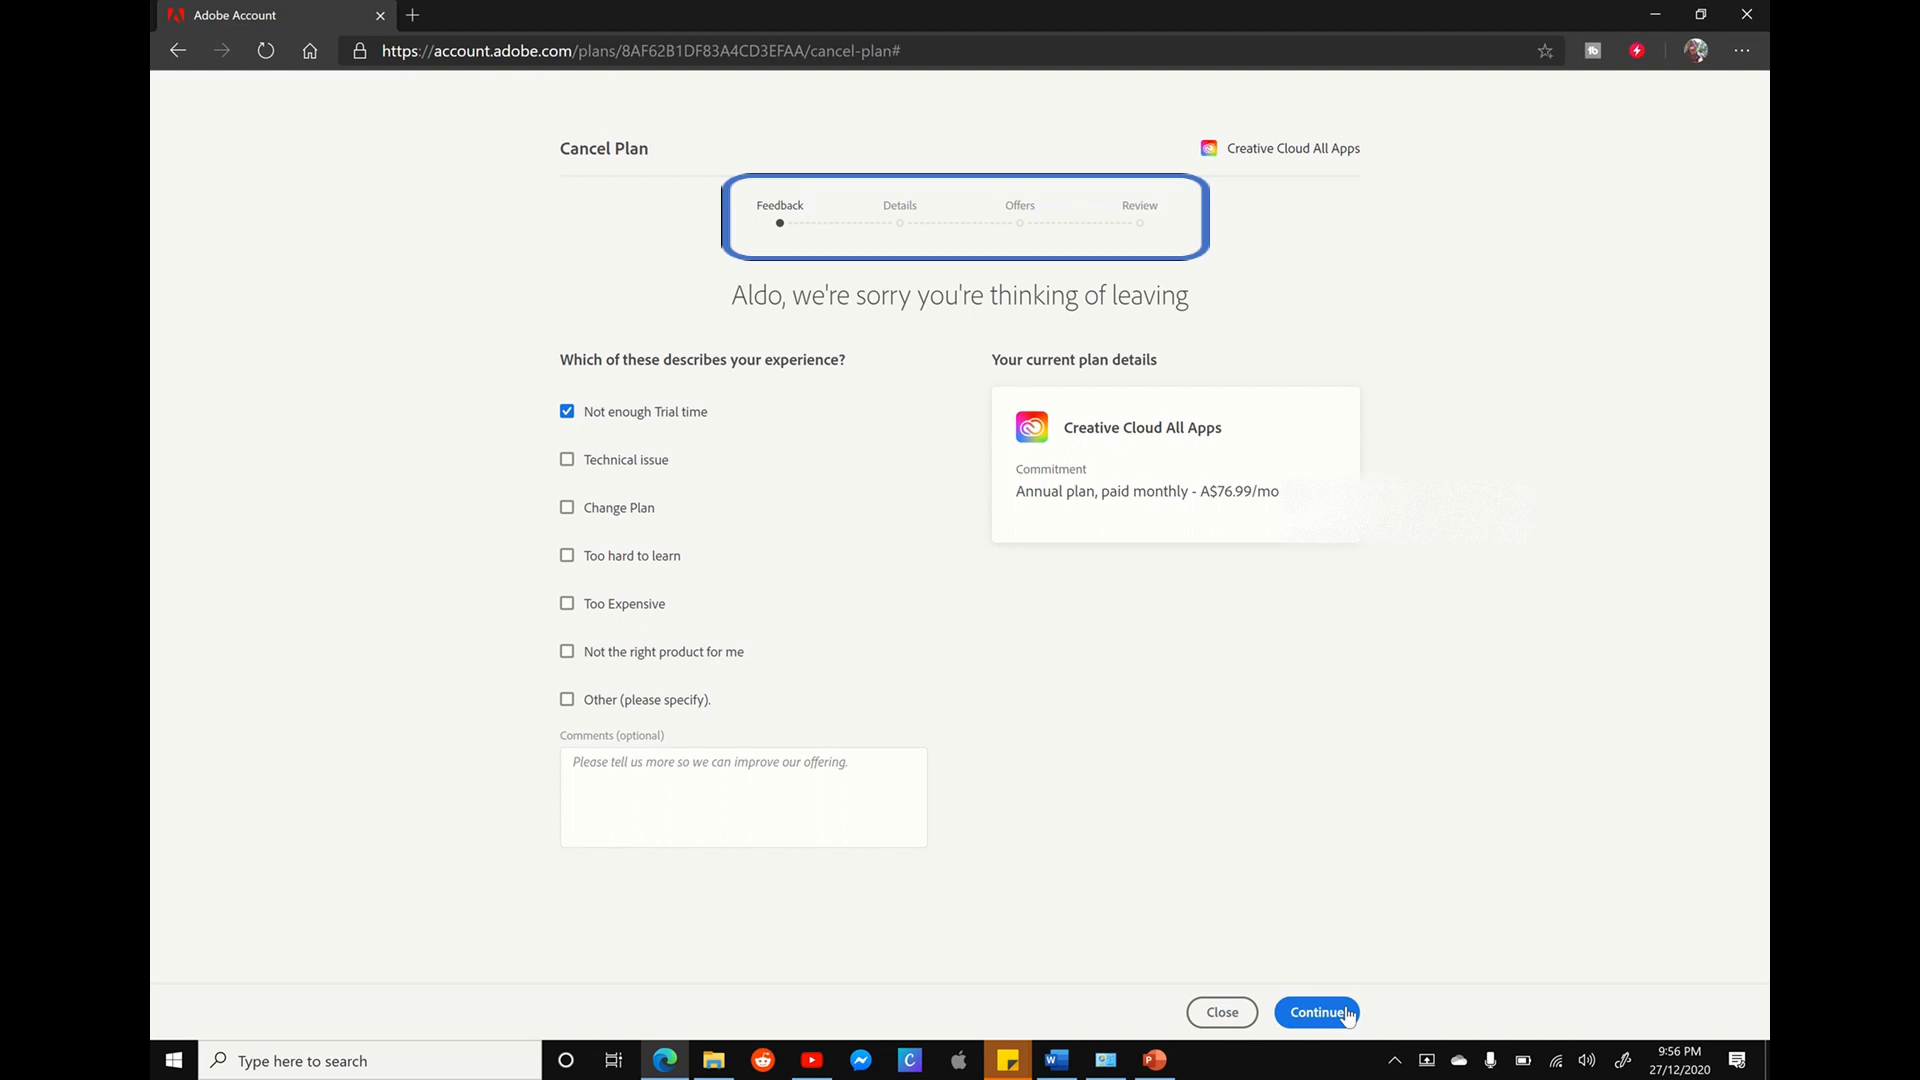 Adobe Account
https://account.adobe.com/plans/8AF62B1DF83A4CD3EFAA/cancel-plan#
Cancel Plan
Creative Cloud All Apps
Feedback Details Offers Review
Aldo, we're sorry you're thinking of leaving
Which of these describes your experience?
Your current plan details
Not enough Trial time
Creative Cloud All Apps
Technical issue
Commitment
Annual plan, paid monthly - A$76.99/mo
Change Plan
Too hard to learn
Too Expensive
Not the right product for me
Other (please specify).
Comments (optional)
Please tell us more so we can improve our offering.
Close
Continue
Type here to search
9:56 PM
27/12/2020